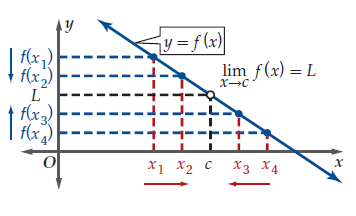 y
y = f(x)
f(x₁)
f(x₂)
lim f(x) = L
x→c
L
f(x₃)
f(x₄)
O x₁ x₂ c x₃ x₄ x